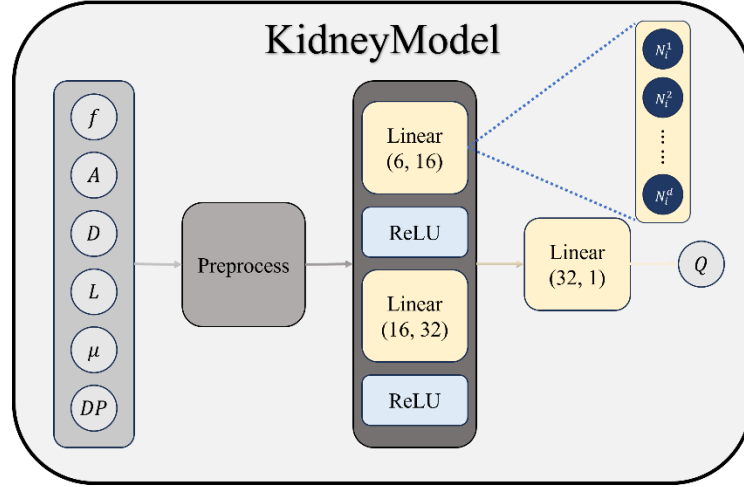 KidneyModel
f
A
D
L
μ
DP
Preprocess
Linear
(6, 16)
ReLU
Linear
(16, 32)
ReLU
Linear
(32, 1)
Q
N_i^1
N_i^2
......
N_i^d